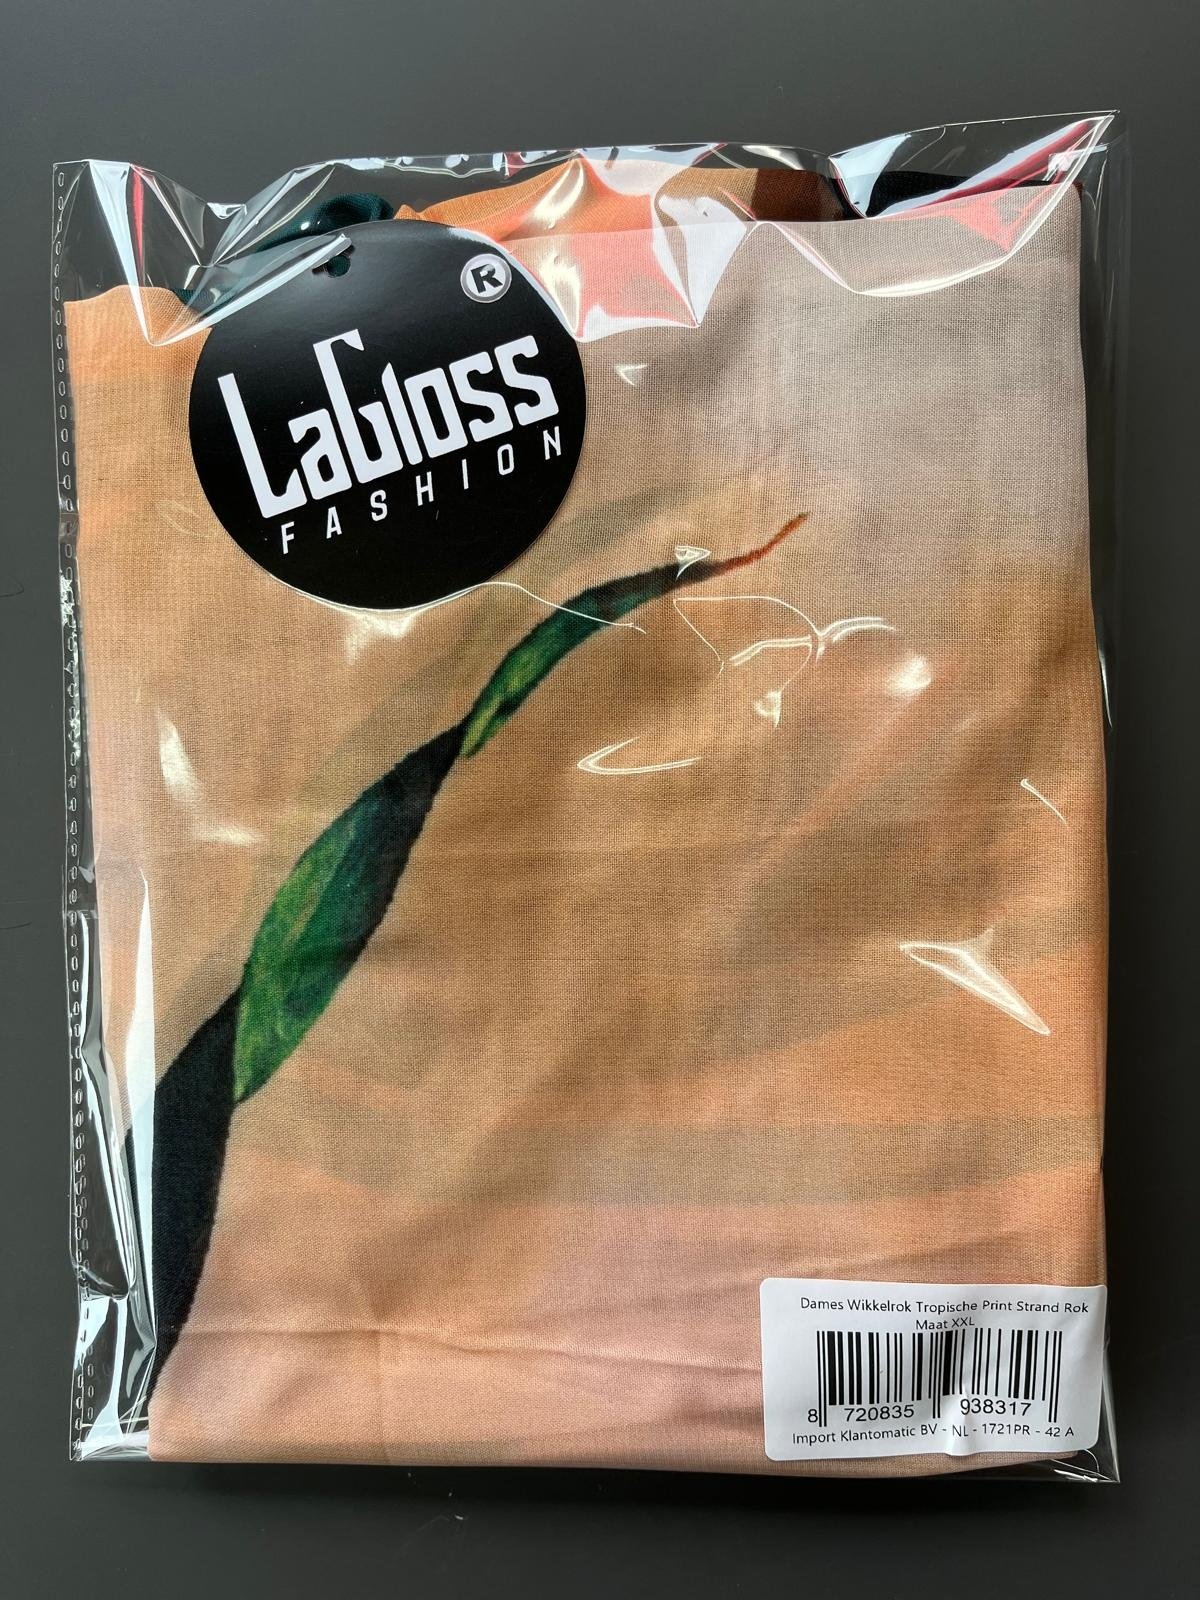 R
LaGloss
FASHION
Dames Wikkelrok Tropische Print Strand Rok
Maat XXL
8 720835 938317
Import Klantomatic BV - NL - 1721PR - 42 A